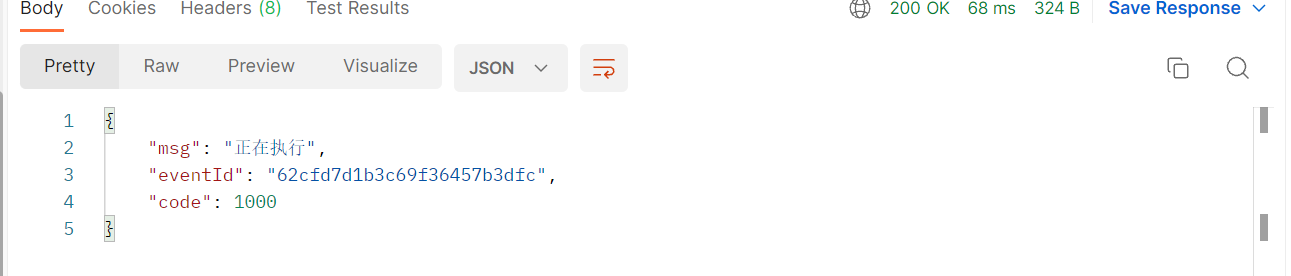 Body Cookies Headers (8) Test Results 200 OK 68 ms 324 B Save Response
Pretty Raw Preview Visualize JSON
1 {
2 "msg": "正在执行",
3 "eventId": "62cfd7d1b3c69f36457b3dfc",
4 "code": 1000
5 }